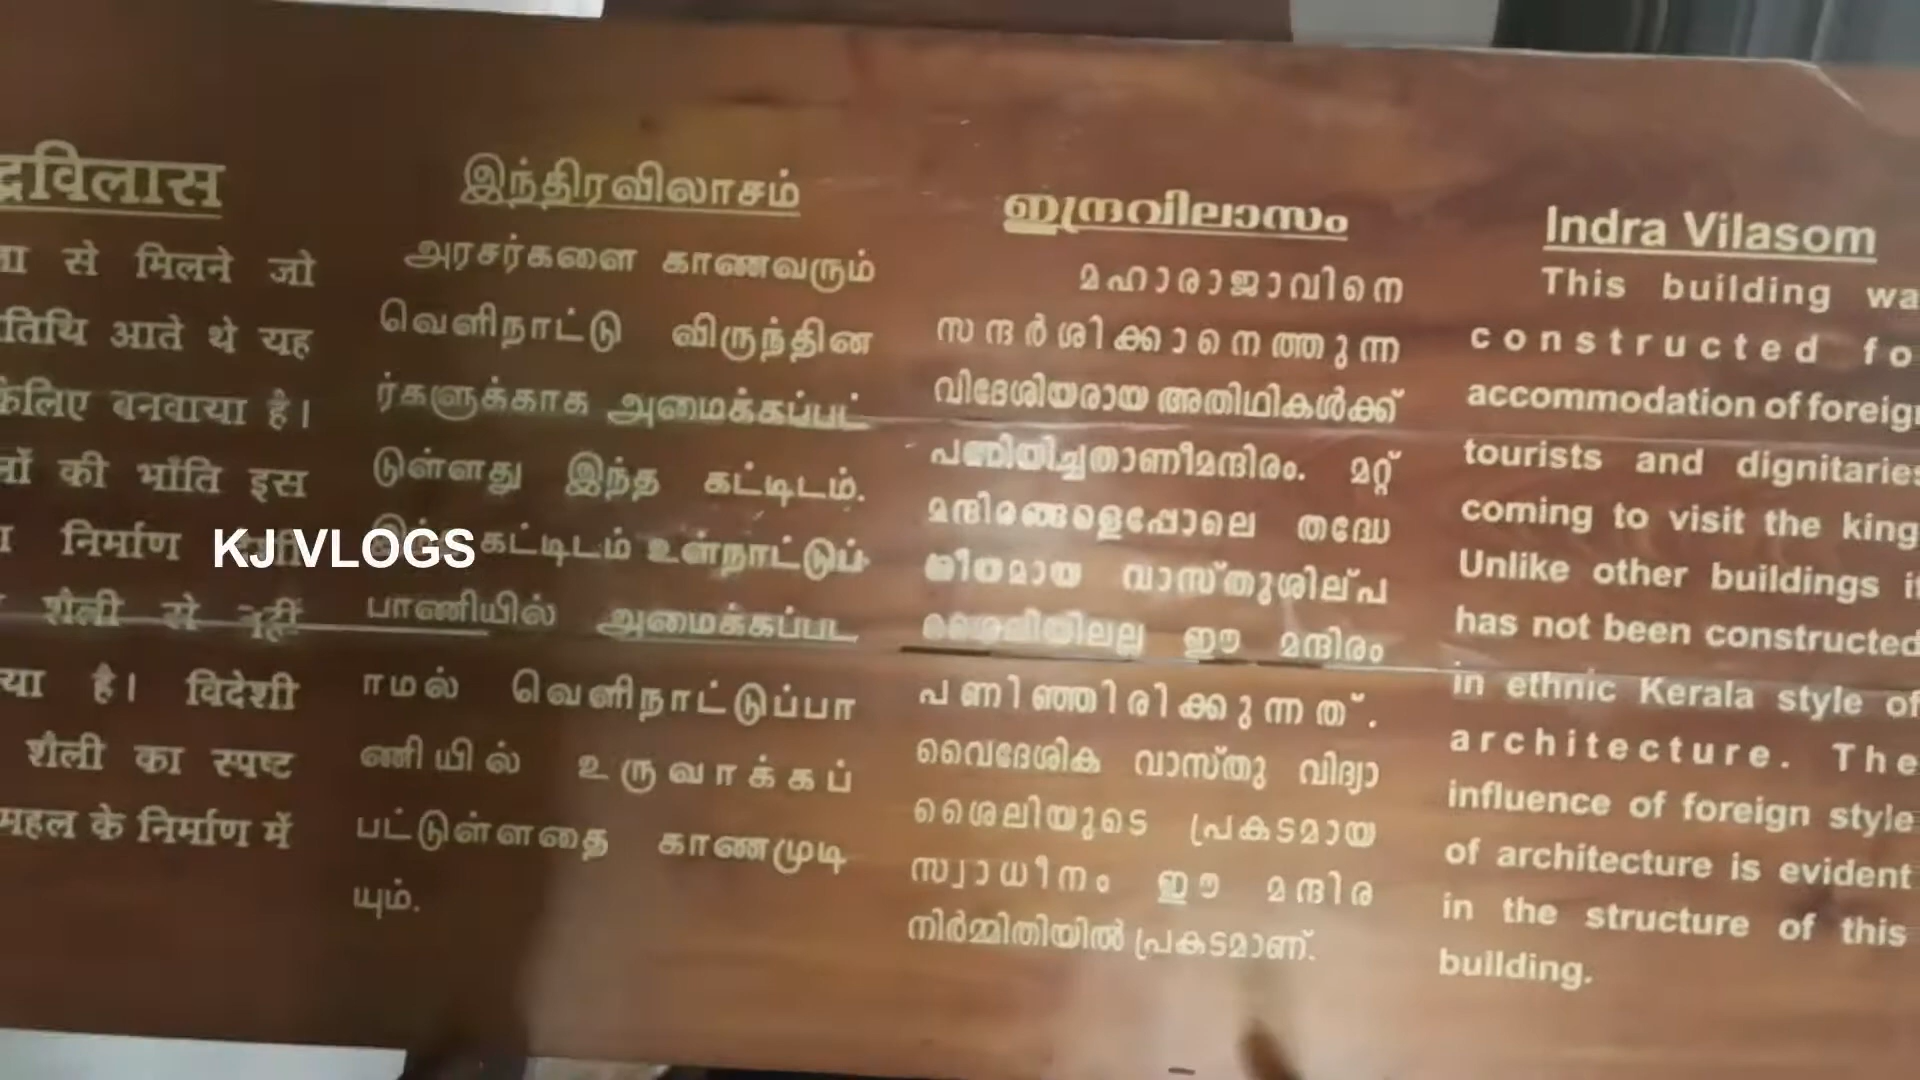 द्रविलास
से मिलने जो
आते थे यह
बनवाया है।
की भाँति इस
निर्माण
शैली से नहीं
है। विदेशी
शैली का स्पष्ट
महल के निर्माण में
இந்திரவிலாசம்
அரசர்களை காணவரும்
வெளிநாட்டு விருந்தின
ர்களுக்காக அமைக்கப்பட்
டுள்ளது இந்த கட்டிடம்.
கட்டிடம் உள்நாட்டுப்
பாணியில் அமைக்கப்பட
ாமல் வெளிநாட்டுப்பா
ணியில் உருவாக்கப்
பட்டுள்ளதை காணமுடி
யும்.
ഇന്ദ്രവിലാസം
മഹാരാജാവിനെ
സന്ദർശിക്കാനെത്തുന്ന
വിദേശിയരായ അതിഥികൾക്ക്
പണിയിച്ചതാണീമന്ദിരം. മറ്റ്
മന്ദിരങ്ങളെപ്പോലെ തദ്ദേ
ശീയമായ വാസ്തുശില്പ
ഈ മന്ദിരം
പണിഞ്ഞിരിക്കുന്നത്.
വൈദേശിക വാസ്തു വിദ്യാ
ശൈലിയുടെ പ്രകടമായ
സ്വാധീനം ഈ മന്ദിര
നിർമ്മിതിയിൽ പ്രകടമാണ്.
Indra Vilasom
This building wa
constructed fo
accommodation of foreig
tourists and dignitaries
coming to visit the king
Unlike other buildings it
has not been constructed
in ethnic Kerala style of
architecture. The
influence of foreign style
of architecture is evident
in the structure of this
building.
KJ VLOGS